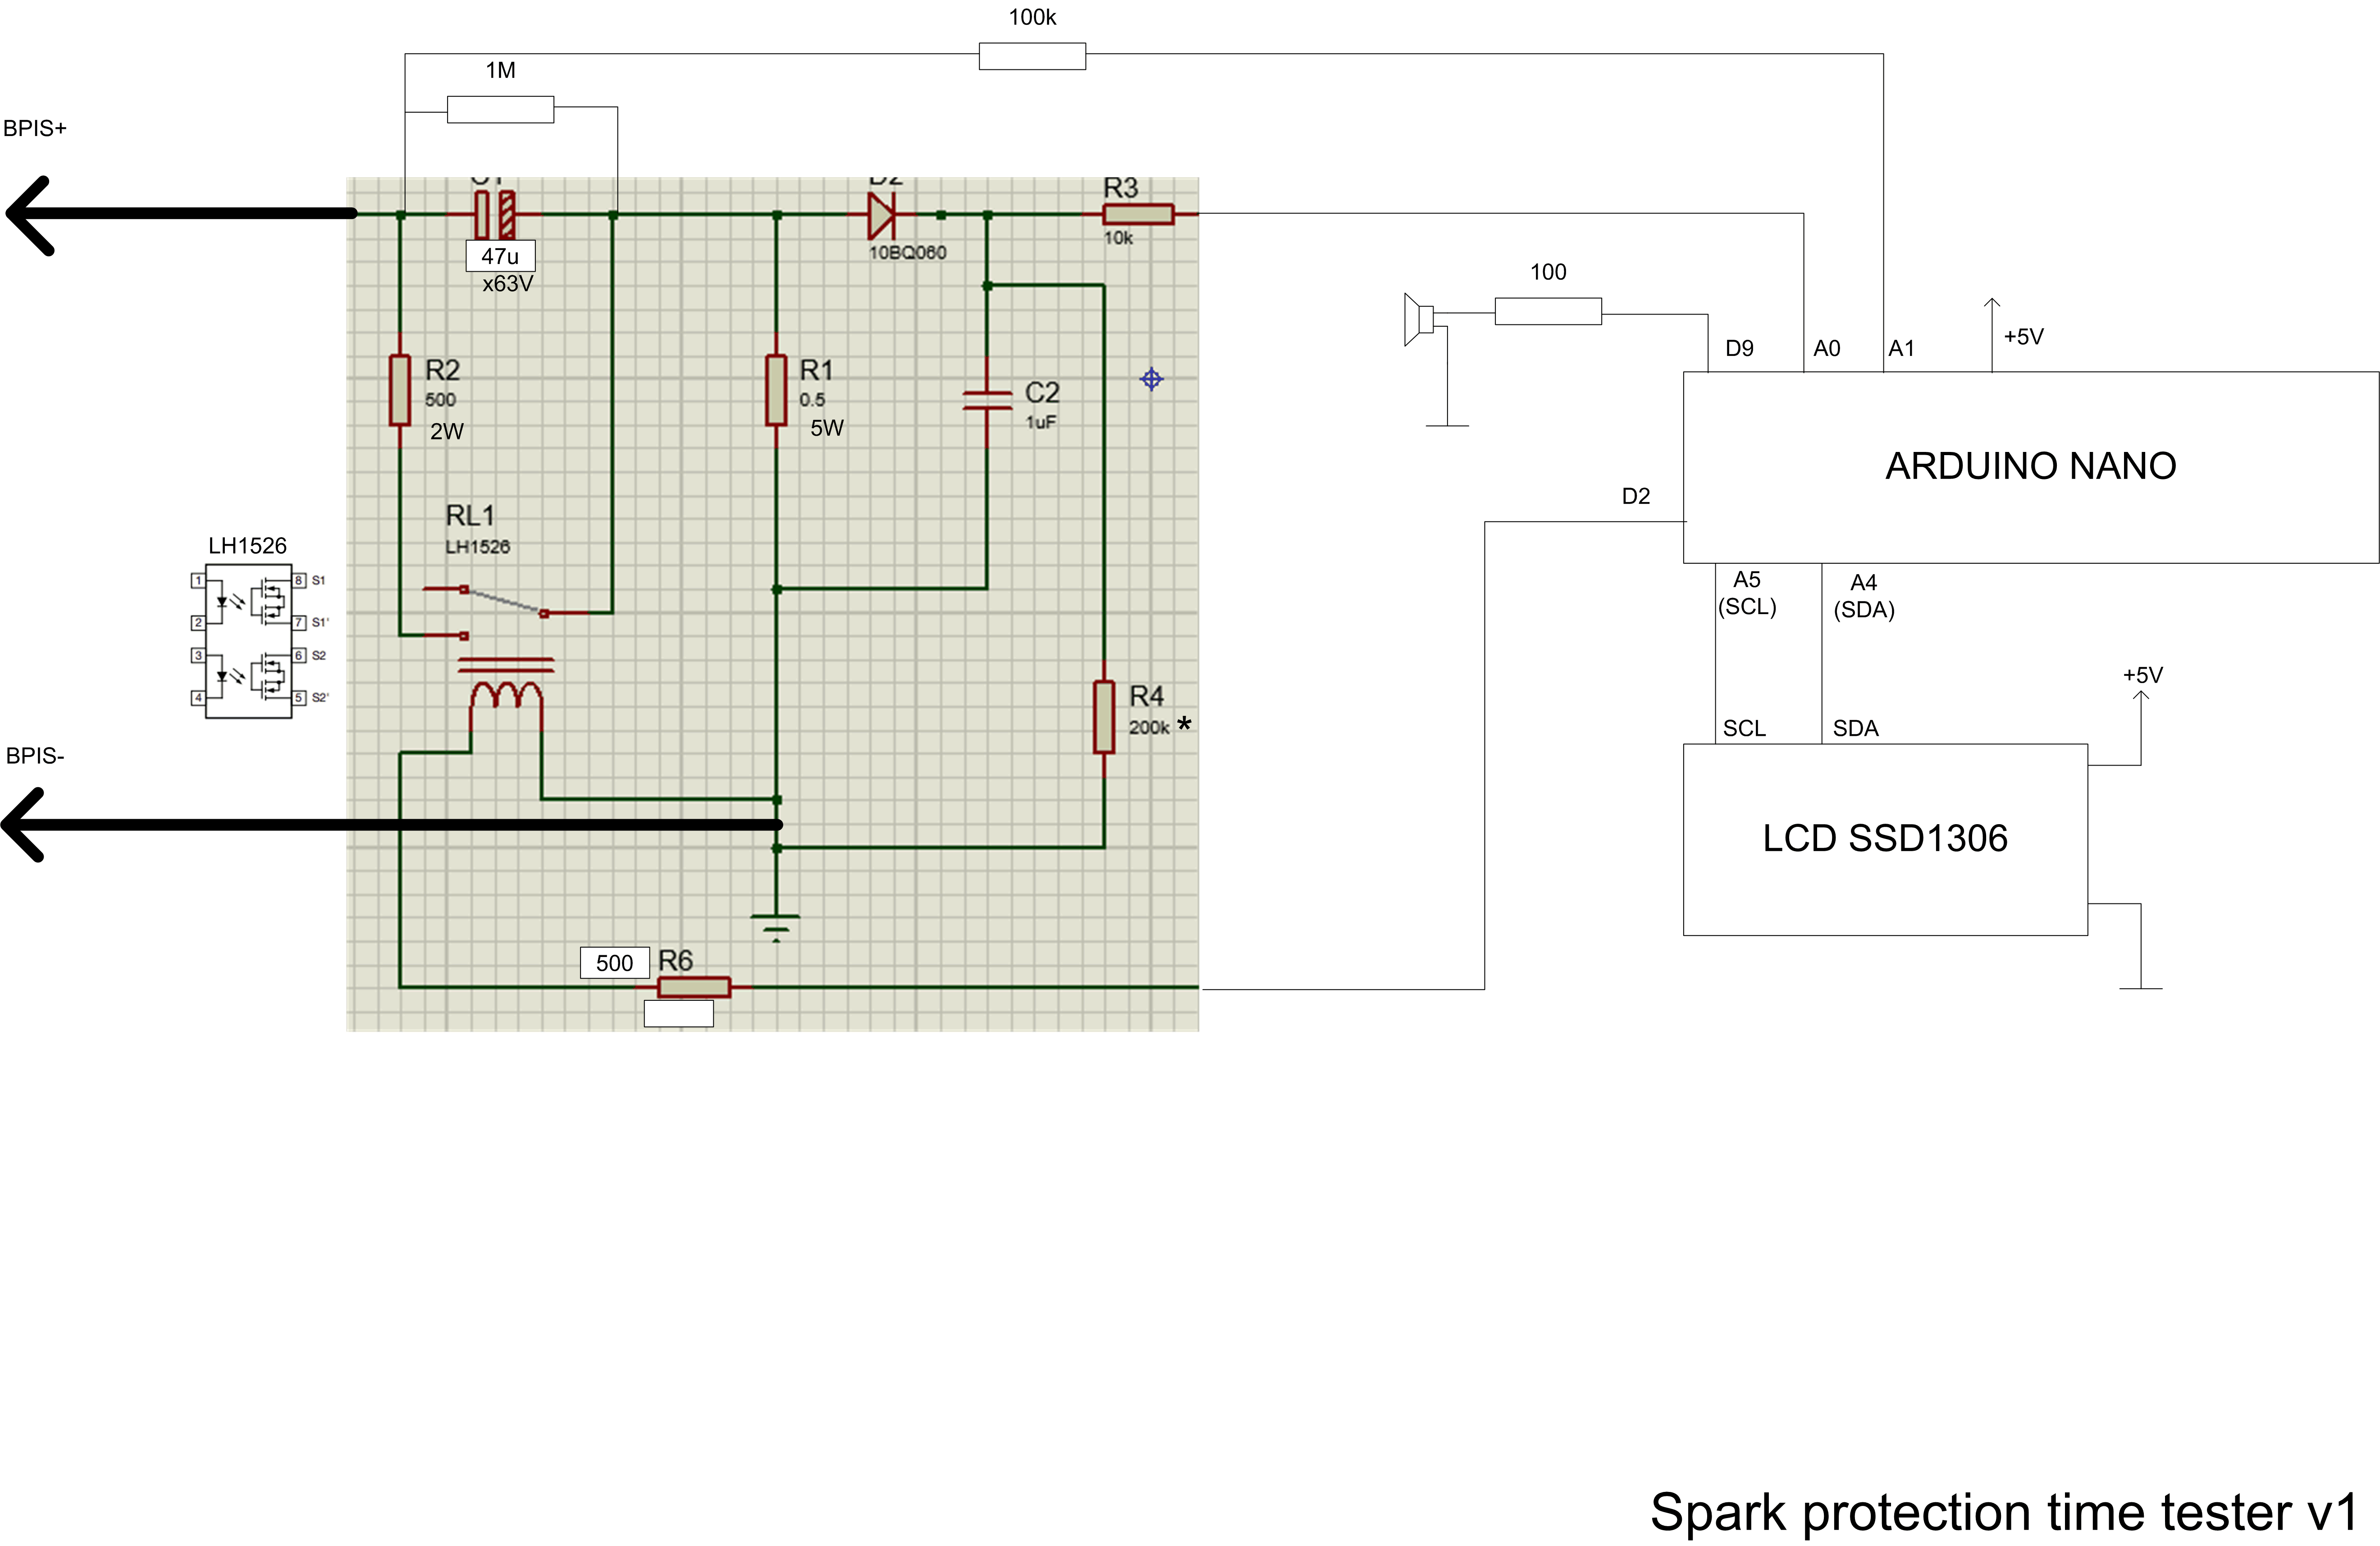 100k
1M
BPIS+
R3
10k
47u
x63V
10BQ060
100
D9
A0
A1
+5V
R2
500
2W
R1
0.5
5W
C2
1uF
ARDUINO NANO
D2
RL1
LH1526
LH1526
1
8
S1
2
7
S1'
3
6
S2
4
5
S2'
A5
(SCL)
A4
(SDA)
R4
200k *
+5V
SCL
SDA
BPIS-
LCD SSD1306
500
R6
Spark protection time tester v1